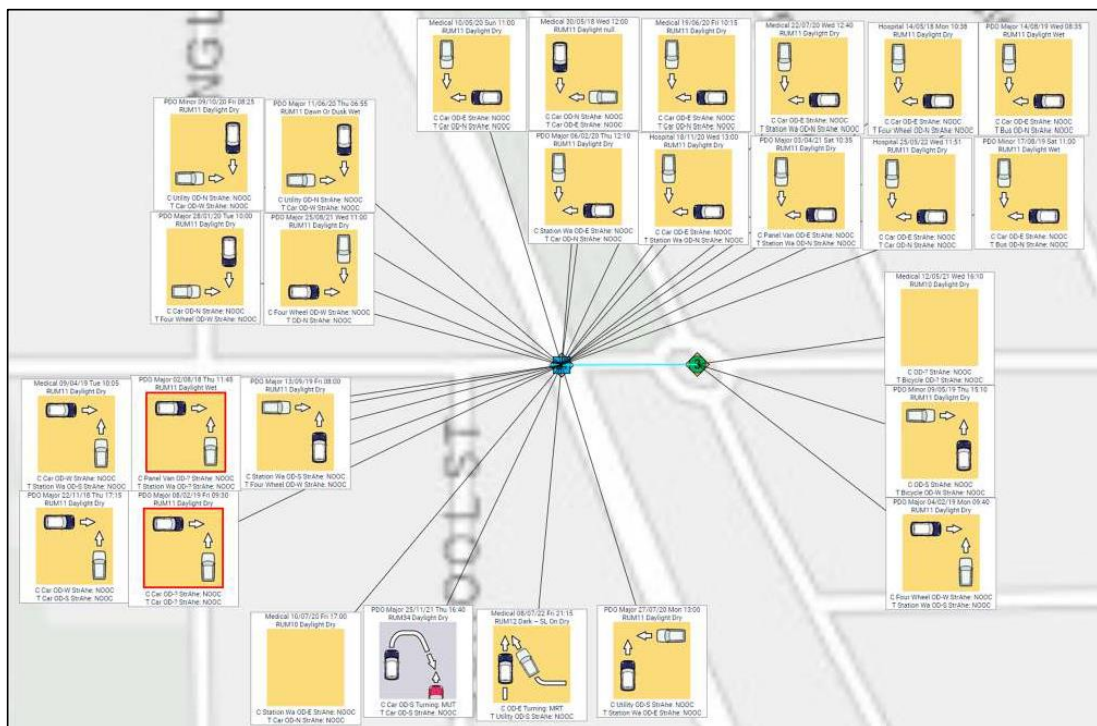 Medical 10/05/20 Sun 11:00
RUM11 Daylight Dry
C Car OD-E StrAhe: NOOC
T Car OD-N StrAhe: NOOC
Medical 30/05/18 Wed 12:00
RUM11 Daylight null
C Car OD-N StrAhe: NOOC
T Car OD-E StrAhe: NOOC
Medical 19/06/20 Fri 10:15
RUM11 Daylight Dry
C Car OD-E StrAhe: NOOC
T Car OD-N StrAhe: NOOC
Medical 22/07/20 Wed 12:40
RUM11 Daylight Dry
C Car OD-E StrAhe: NOOC
T Station Wa OD-N StrAhe: NOOC
Hospital 14/05/18 Mon 10:38
RUM11 Daylight Dry
C Car OD-E StrAhe: NOOC
T Four Wheel OD-N StrAhe: NOOC
PDO Major 14/08/19 Wed 08:35
RUM11 Daylight Wet
C Car OD-E StrAhe: NOOC
T Bus OD-N StrAhe: NOOC
PDO Major 06/02/20 Thu 12:10
RUM11 Daylight Dry
C Station Wa OD-E StrAhe: NOOC
T Car OD-N StrAhe: NOOC
Hospital 18/11/20 Wed 13:00
RUM11 Daylight Dry
C Car OD-E StrAhe: NOOC
T Station Wa OD-N StrAhe: NOOC
PDO Major 03/04/21 Sat 10:35
RUM11 Daylight Dry
C Panel Van OD-E StrAhe: NOOC
T Station Wa OD-N StrAhe: NOOC
Hospital 25/05/22 Wed 11:51
RUM11 Daylight Dry
C Car OD-E StrAhe: NOOC
T Car OD-N StrAhe: NOOC
PDO Minor 17/08/19 Sat 11:00
RUM11 Daylight Wet
C Car OD-E StrAhe: NOOC
T Bus OD-N StrAhe: NOOC
NGL
PDO Minor 09/10/20 Fri 08:25
RUM11 Daylight Dry
C Utility OD-N StrAhe: NOOC
T Car OD-W StrAhe: NOOC
PDO Major 11/06/20 Thu 06:55
RUM11 Dawn Or Dusk Wet
C Utility OD-N StrAhe: NOOC
T Car OD-W StrAhe: NOOC
PDO Major 28/01/20 Tue 10:00
RUM11 Daylight Dry
C Car OD-N StrAhe: NOOC
T Four Wheel OD-W StrAhe: NOOC
PDO Major 25/08/21 Wed 11:00
RUM11 Daylight Dry
C Four Wheel OD-W StrAhe: NOOC
T OD-N StrAhe: NOOC
Medical 12/05/21 Wed 16:10
RUM10 Daylight Dry
C OD-? StrAhe: NOOC
T Bicycle OD-? StrAhe: NOOC
PDO Minor 09/05/19 Thu 15:10
RUM11 Daylight Dry
C OD-S StrAhe: NOOC
T Bicycle OD-W StrAhe: NOOC
PDO Major 04/02/19 Mon 09:40
RUM11 Daylight Dry
C Four Wheel OD-W StrAhe: NOOC
T Station Wa OD-S StrAhe: NOOC
Medical 09/04/19 Tue 10:05
RUM11 Daylight Dry
C Car OD-W StrAhe: NOOC
T Station Wa OD-S StrAhe: NOOC
PDO Major 02/08/18 Thu 11:45
RUM11 Daylight Wet
C Panel Van OD-? StrAhe: NOOC
T Station Wa OD-? StrAhe: NOOC
PDO Major 13/09/19 Fri 08:00
RUM11 Daylight Dry
C Station Wa OD-S StrAhe: NOOC
T Four Wheel OD-W StrAhe: NOOC
PDO Major 22/11/18 Thu 17:15
RUM11 Daylight Dry
C Car OD-W StrAhe: NOOC
T Car OD-S StrAhe: NOOC
PDO Major 08/02/19 Fri 09:30
RUM11 Daylight Dry
C Car OD-? StrAhe: NOOC
T Car OD-? StrAhe: NOOC
OOLST
Medical 10/07/20 Fri 17:00
RUM10 Daylight Dry
C Station Wa OD-E StrAhe: NOOC
T Car OD-N StrAhe: NOOC
PDO Major 25/11/21 Thu 16:40
RUM34 Daylight Dry
C Car OD-S Turning: MUT
T Car OD-S StrAhe: NOOC
Medical 08/07/22 Fri 21:15
RUM12 Dark – SL On Dry
C OD-E Turning: MRT
T Utility OD-S StrAhe: NOOC
PDO Major 27/07/20 Mon 13:00
RUM11 Daylight Dry
C Utility OD-S StrAhe: NOOC
T Station Wa OD-E StrAhe: NOOC